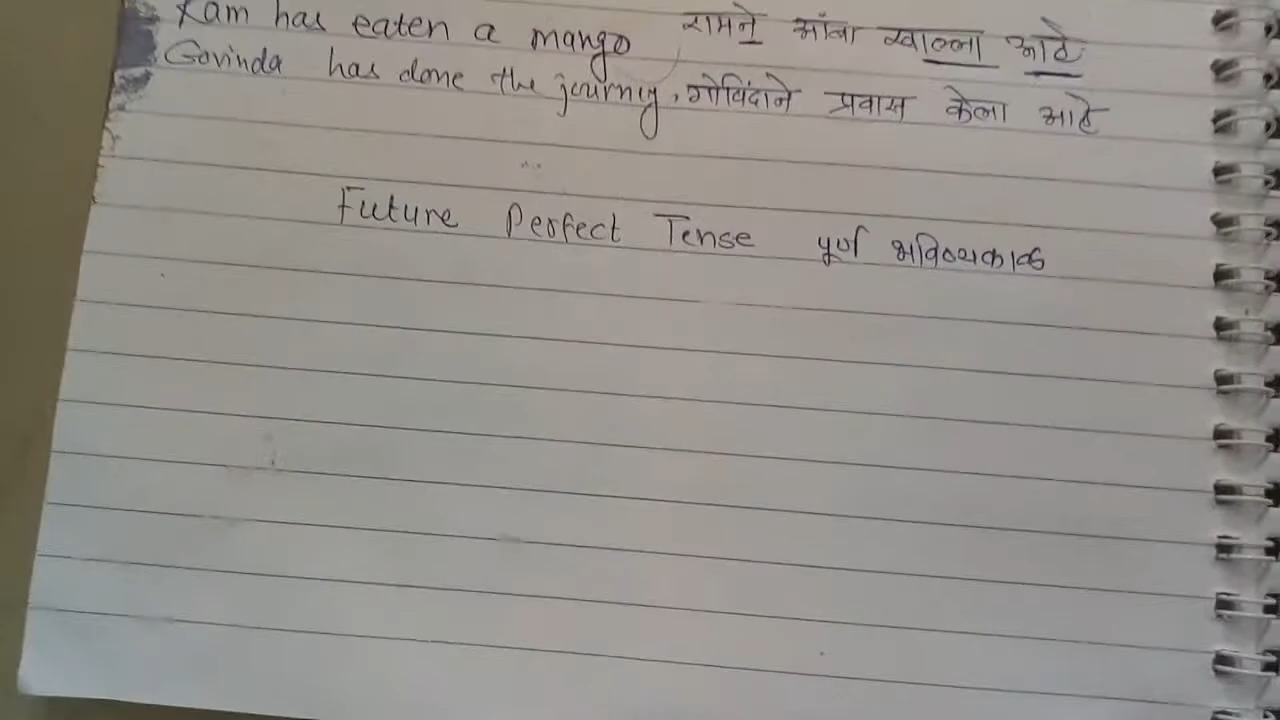 Ram has eaten a mango रामने आंबा खाल्ला आहे
Govinda has done the journey, गोविंदाने प्रवास केला आहे
Future Perfect Tense पूर्ण भविष्यकाळ